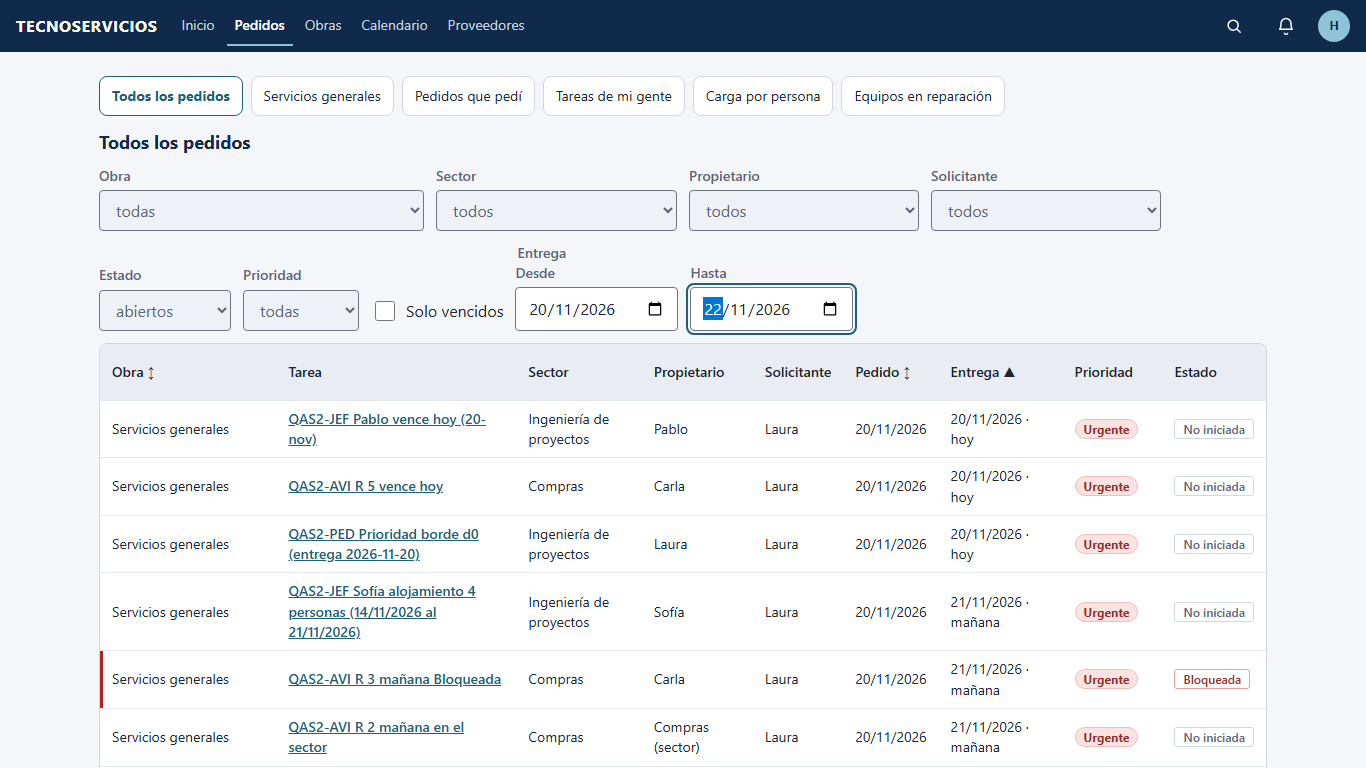 TECNOSERVICIOS Inicio Pedidos Obras Calendario Proveedores H
Todos los pedidos Servicios generales Pedidos que pedí Tareas de mi gente Carga por persona Equipos en reparación
Todos los pedidos
Obra Sector Propietario Solicitante
todas todos todos todos
Entrega
Estado Prioridad Desde Hasta
abiertos todas Solo vencidos 20/11/2026 22/11/2026
Obra ↕ Tarea Sector Propietario Solicitante Pedido ↕ Entrega ▲ Prioridad Estado
Servicios generales QAS2-JEF Pablo vence hoy (20-nov) Ingeniería de proyectos Pablo Laura 20/11/2026 20/11/2026 · hoy Urgente No iniciada
Servicios generales QAS2-AVI R 5 vence hoy Compras Carla Laura 20/11/2026 20/11/2026 · hoy Urgente No iniciada
Servicios generales QAS2-PED Prioridad borde d0 (entrega 2026-11-20) Ingeniería de proyectos Laura Laura 20/11/2026 20/11/2026 · hoy Urgente No iniciada
Servicios generales QAS2-JEF Sofía alojamiento 4 personas (14/11/2026 al 21/11/2026) Ingeniería de proyectos Sofía Laura 20/11/2026 21/11/2026 · mañana Urgente No iniciada
Servicios generales QAS2-AVI R 3 mañana Bloqueada Compras Carla Laura 20/11/2026 21/11/2026 · mañana Urgente Bloqueada
Servicios generales QAS2-AVI R 2 mañana en el sector Compras Compras (sector) Laura 20/11/2026 21/11/2026 · mañana Urgente No iniciada